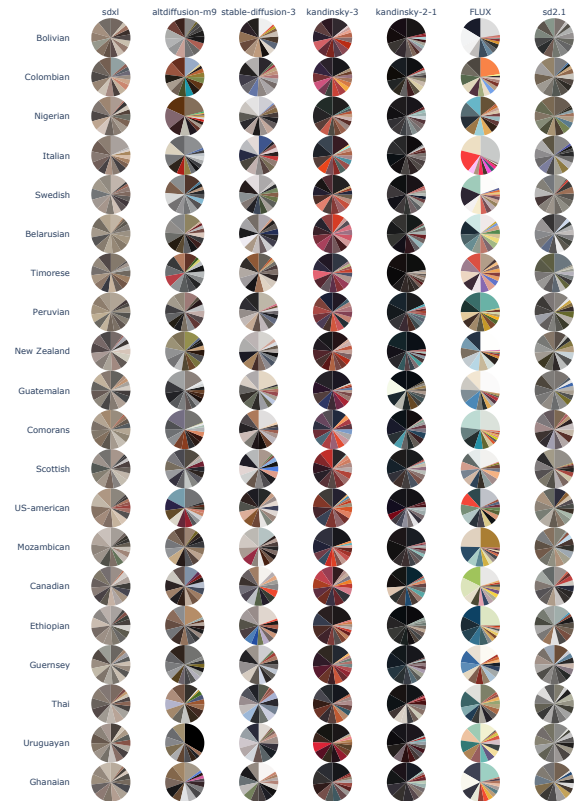 sdxl altdiffusion-m9 stable-diffusion-3 kandinsky-3 kandinsky-2-1 FLUX sd2.1
Bolivian
Colombian
Nigerian
Italian
Swedish
Belarusian
Timorese
Peruvian
New Zealand
Guatemalan
Comorans
Scottish
US-american
Mozambican
Canadian
Ethiopian
Guernsey
Thai
Uruguayan
Ghanaian